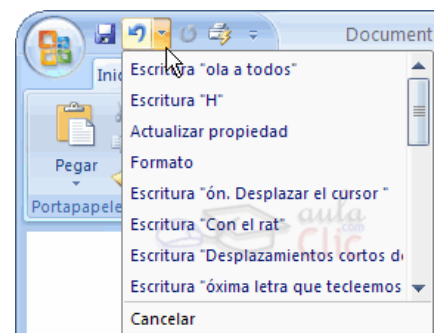 Document
Inic
Escritura "ola a todos"
Escritura "H"
Actualizar propiedad
Pegar
Formato
Escritura "ón. Desplazar el cursor "
Portapapele
Escritura "Con el rat"
aula
Clic
.com
Escritura "Desplazamientos cortos de
Escritura "óxima letra que tecleemos
Cancelar